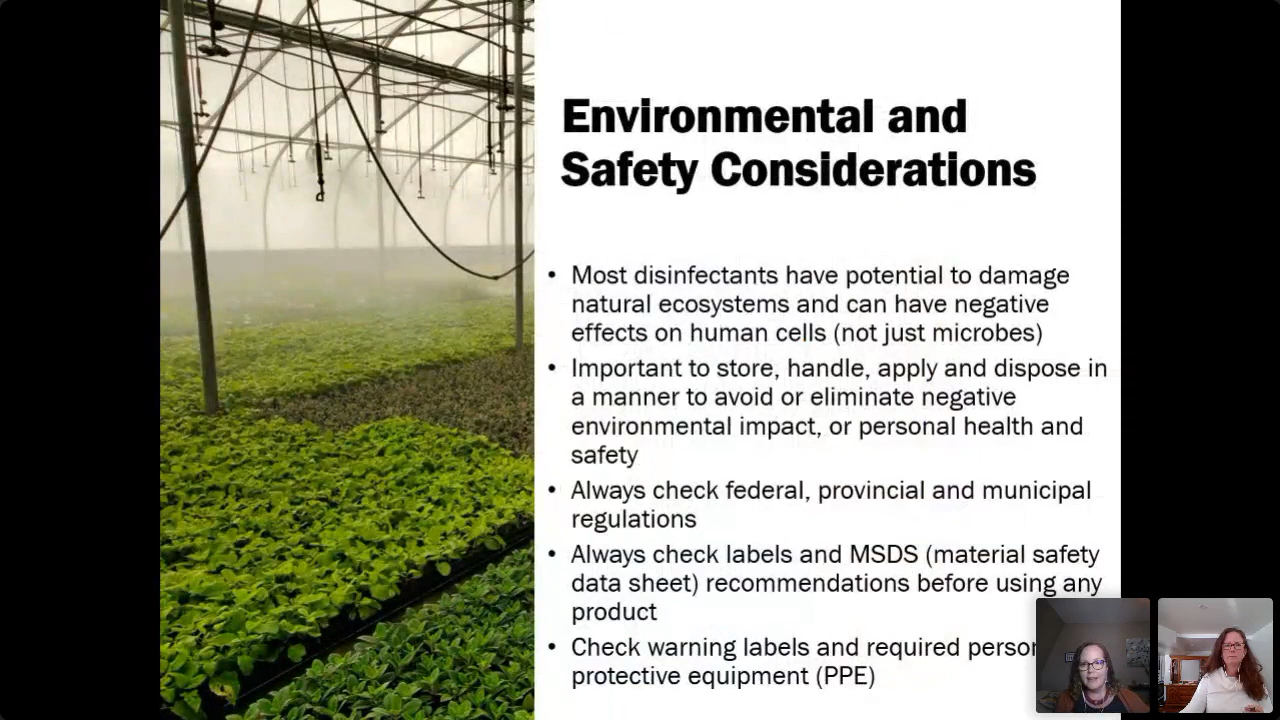 Environmental and
Safety Considerations
• Most disinfectants have potential to damage
natural ecosystems and can have negative
effects on human cells (not just microbes)
• Important to store, handle, apply and dispose in
a manner to avoid or eliminate negative
environmental impact, or personal health and
safety
• Always check federal, provincial and municipal
regulations
• Always check labels and MSDS (material safety
data sheet) recommendations before using any
product
• Check warning labels and required
protective equipment (PPE)